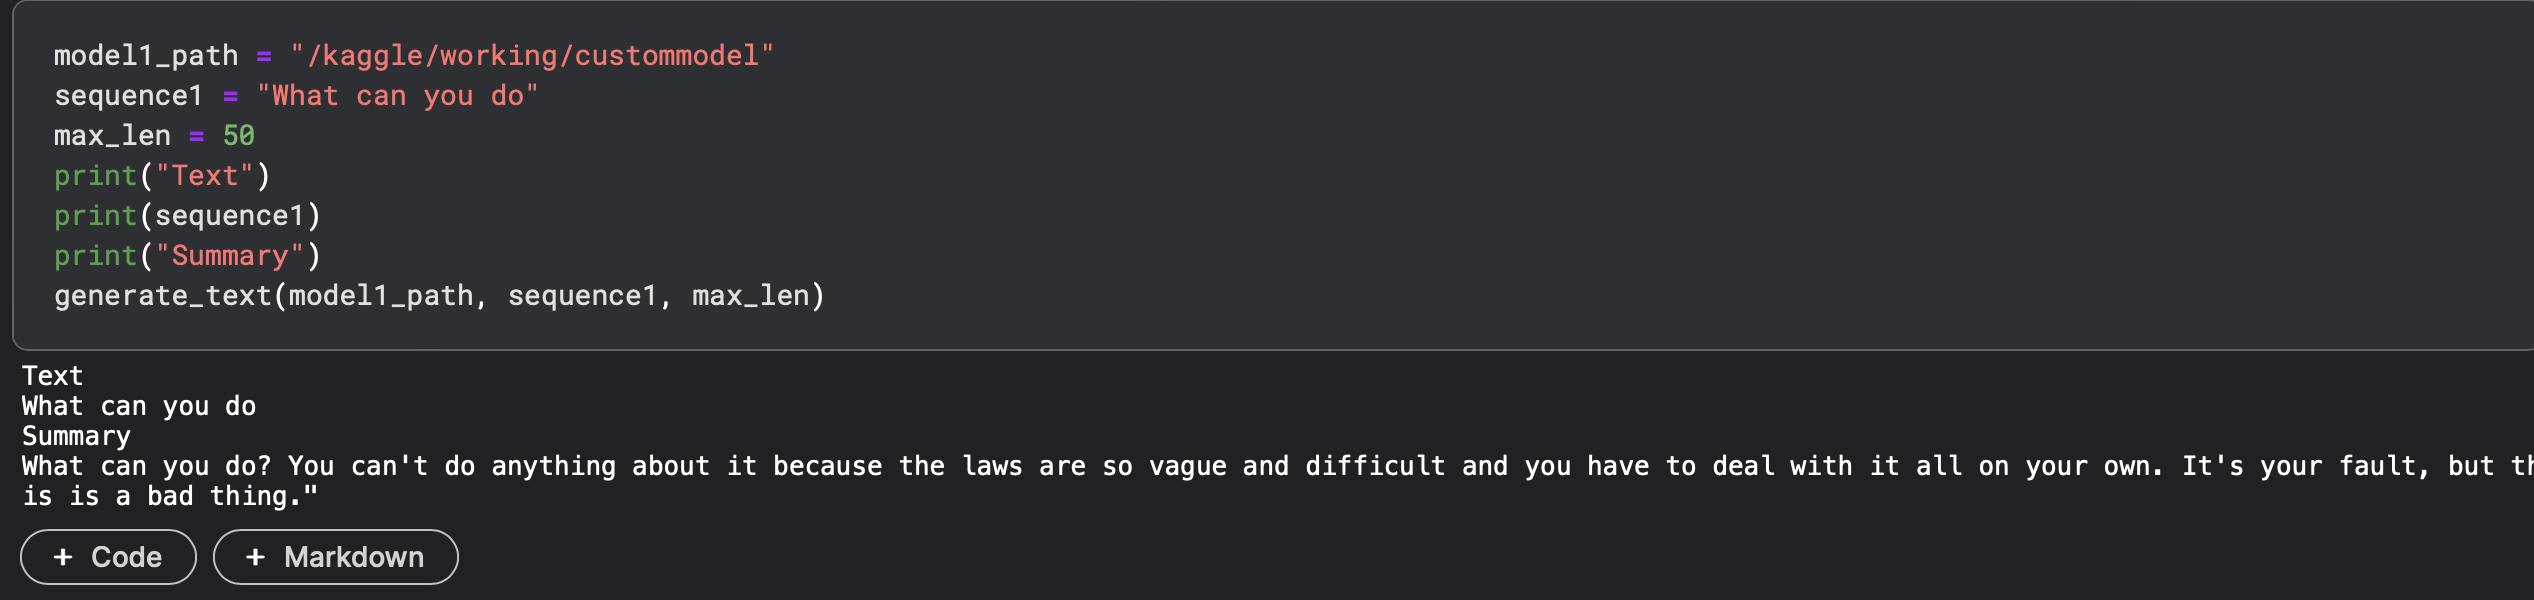 model1_path = "/kaggle/working/custommodel"
sequence1 = "What can you do"
max_len = 50
print("Text")
print(sequence1)
print("Summary")
generate_text(model1_path, sequence1, max_len)
Text
What can you do
Summary
What can you do? You can't do anything about it because the laws are so vague and difficult and you have to deal with it all on your own. It's your fault, but th
is is a bad thing."
+ Code + Markdown